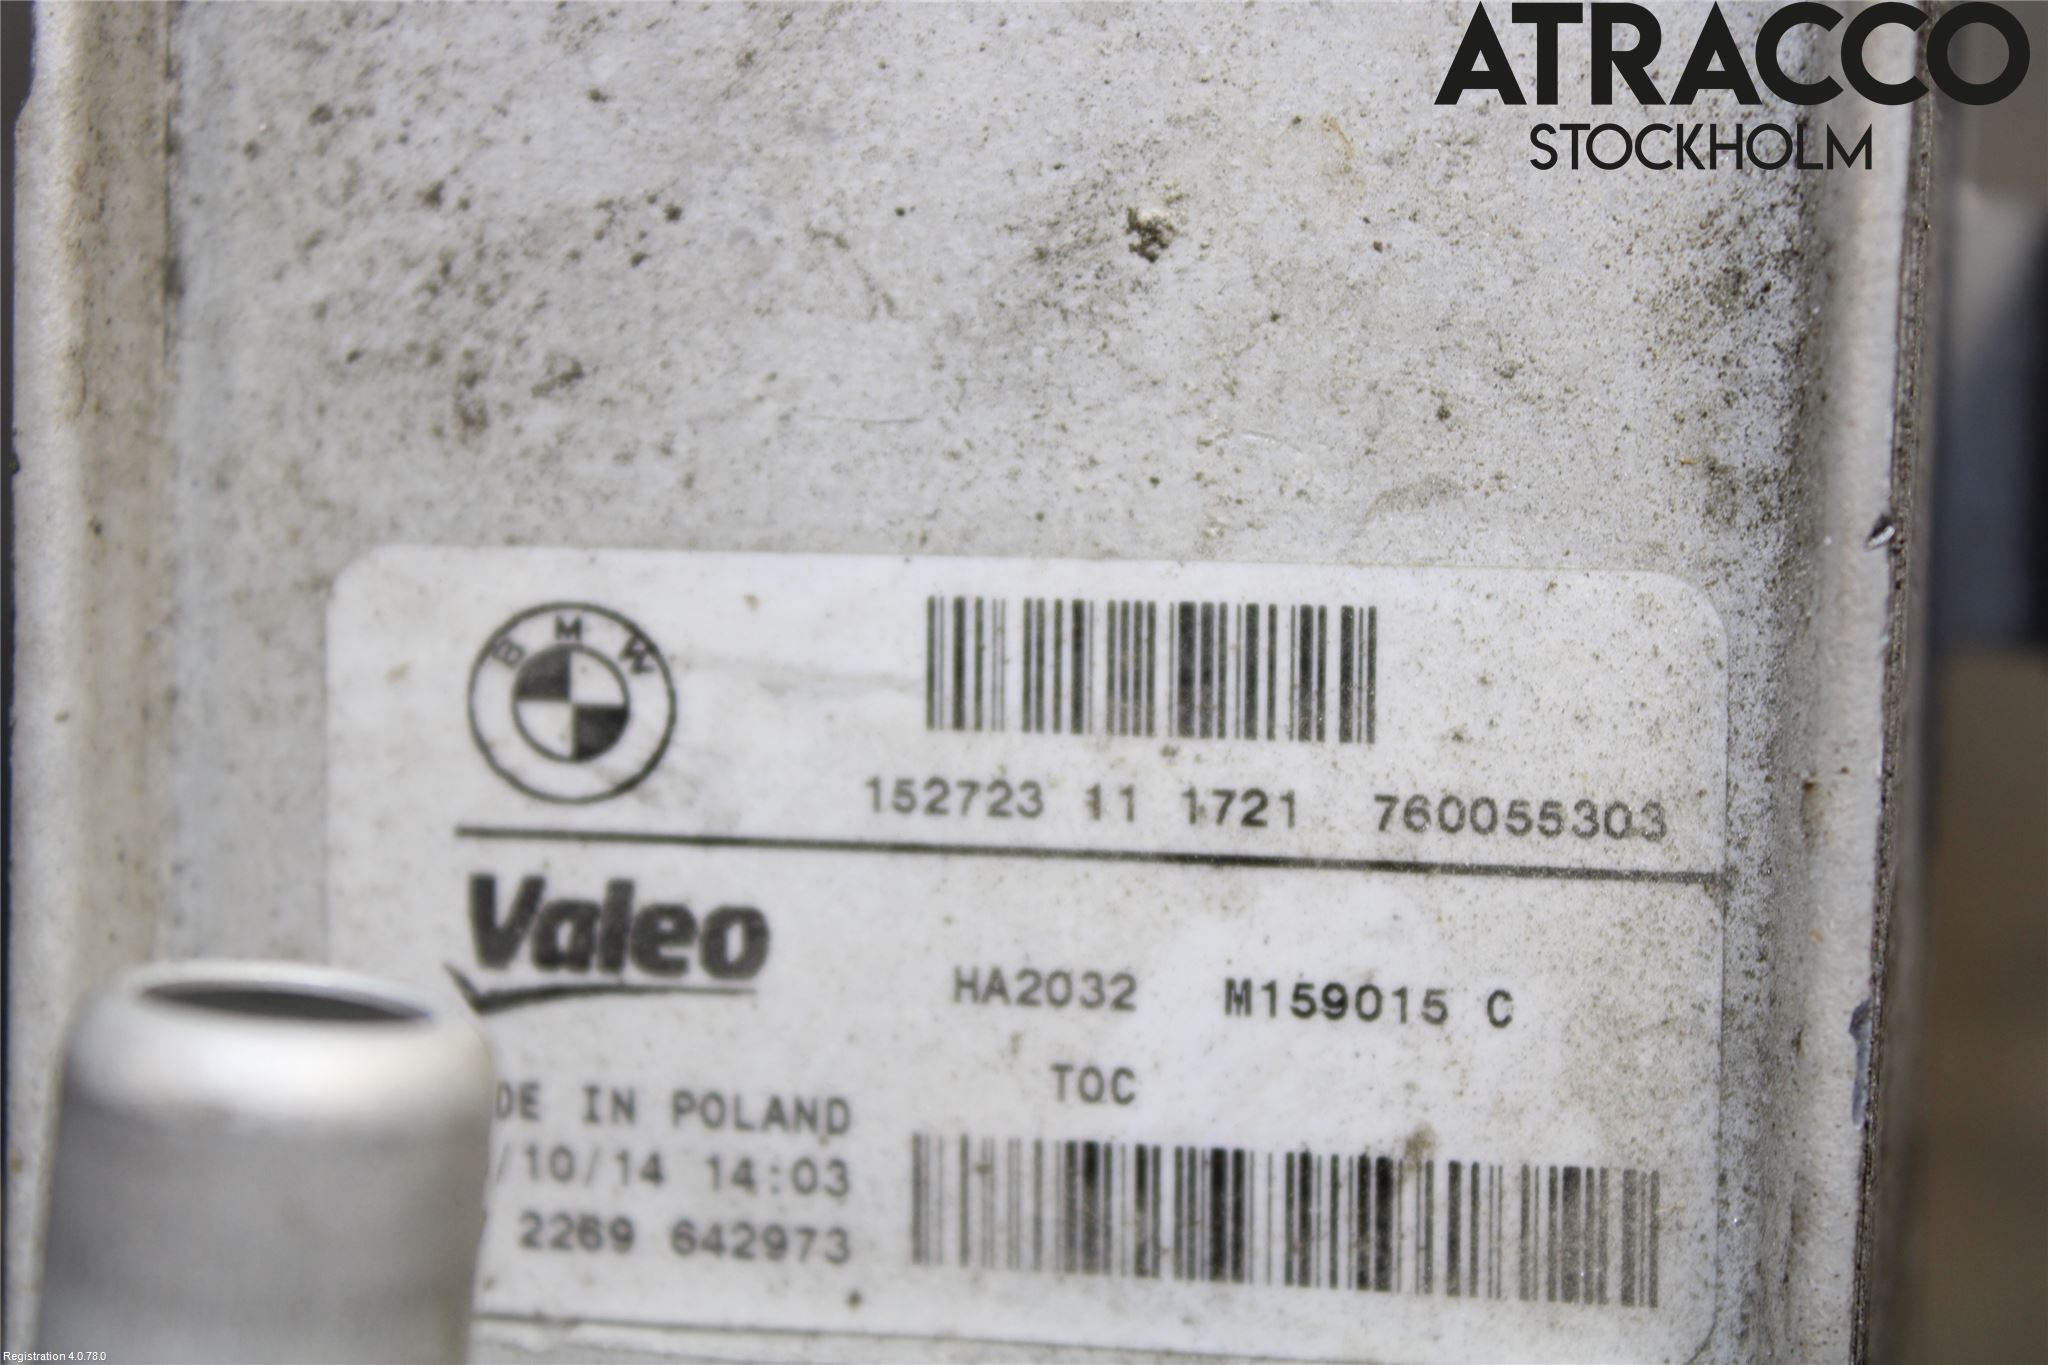 ATRACCO
STOCKHOLM
BMW
152723 11 1721 760055303
Valeo
HA2032 M159015 C
TOC
DE IN POLAND
/10/14 14:03
2269 642973
Registration 4.0.78.0